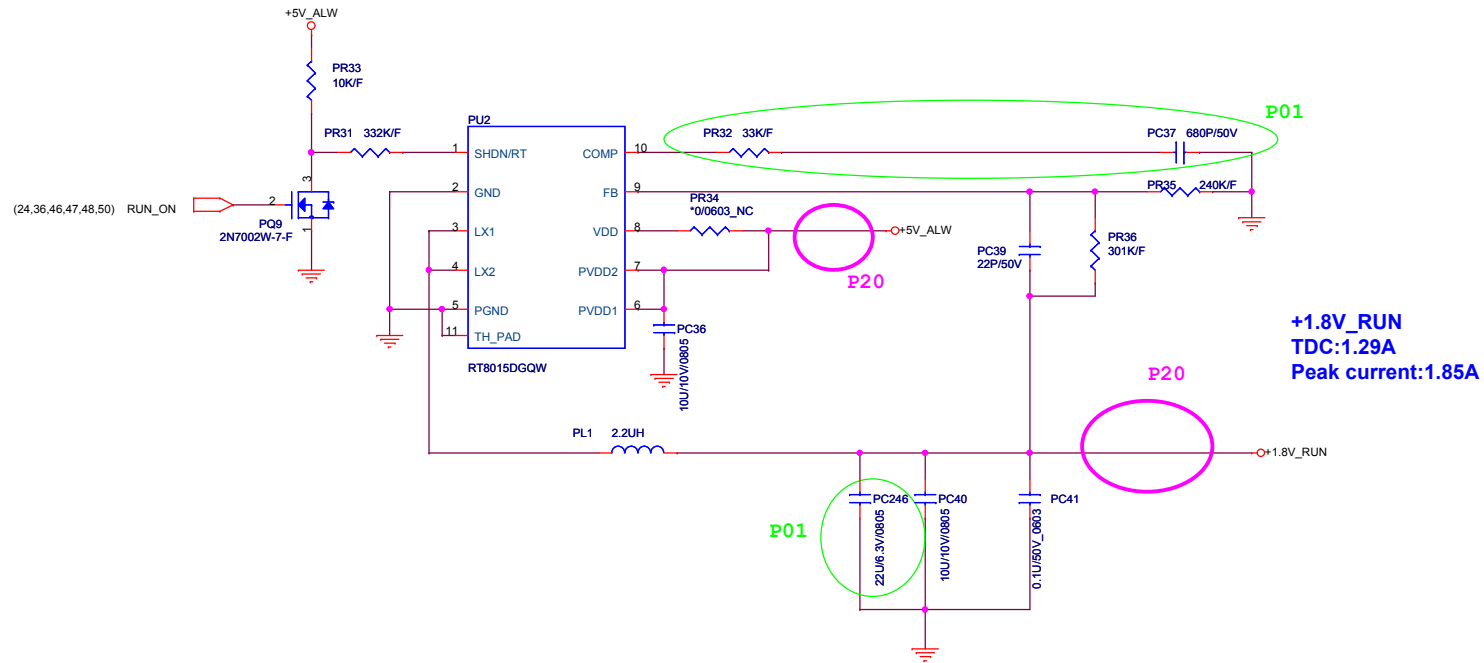 +5V_ALW
PR33
10K/F
PR31 332K/F
PU2
1 SHDN/RT
2 GND
3 LX1
4 LX2
5 PGND
11 TH_PAD
COMP 10
FB 9
VDD 8
PVDD2 7
PVDD1 6
RT8015DGQW
(24,36,46,47,48,50) RUN_ON
3
2
1
PQ9
2N7002W-7-F
PR32 33K/F
PC37 680P/50V
P01
PR35 240K/F
PR34
*0/0603_NC
+5V_ALW
P20
PC39
22P/50V
PR36
301K/F
PC36
10U/10V/0805
+1.8V_RUN
TDC:1.29A
Peak current:1.85A
P20
PL1 2.2UH
+1.8V_RUN
P01
PC246
22U/6.3V/0805
PC40
10U/10V/0805
PC41
0.1U/50V_0603